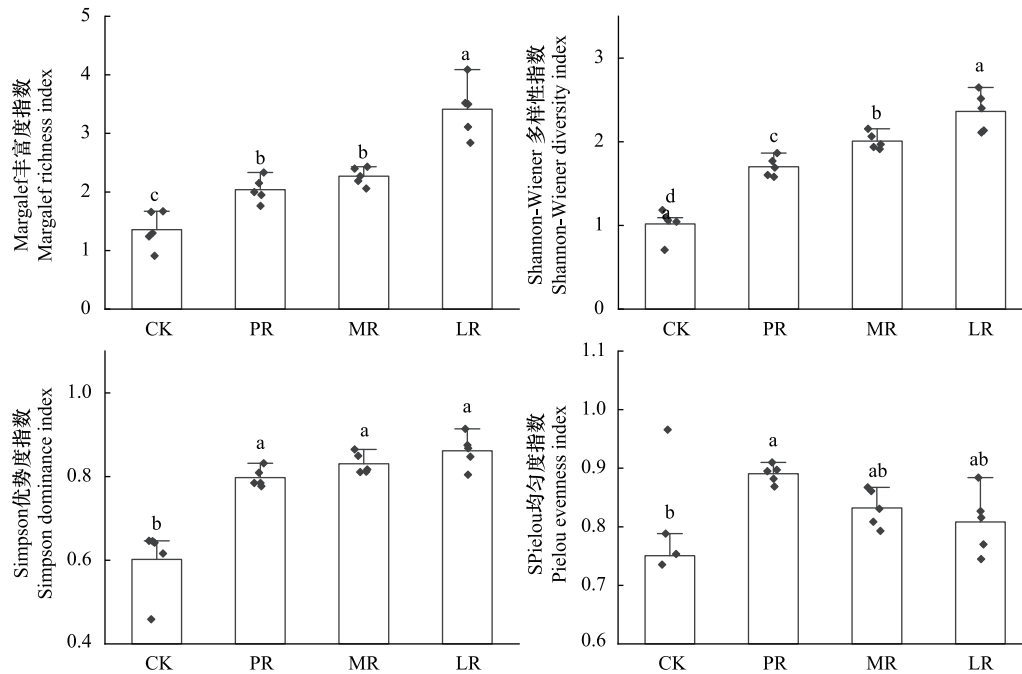 5
4
3
2
1
0
Margalef丰富度指数
Margalef richness index
c
b
b
a
CK
PR
MR
LR
3
2
1
0
Shannon-Wiener 多样性指数
Shannon-Wiener diversity index
d
c
b
a
CK
PR
MR
LR
1.0
0.8
0.6
0.4
Simpson优势度指数
Simpson dominance index
b
a
a
a
CK
PR
MR
LR
1.1
1.0
0.9
0.8
0.7
0.6
SPielou均匀度指数
Pielou evenness index
b
a
ab
ab
CK
PR
MR
LR